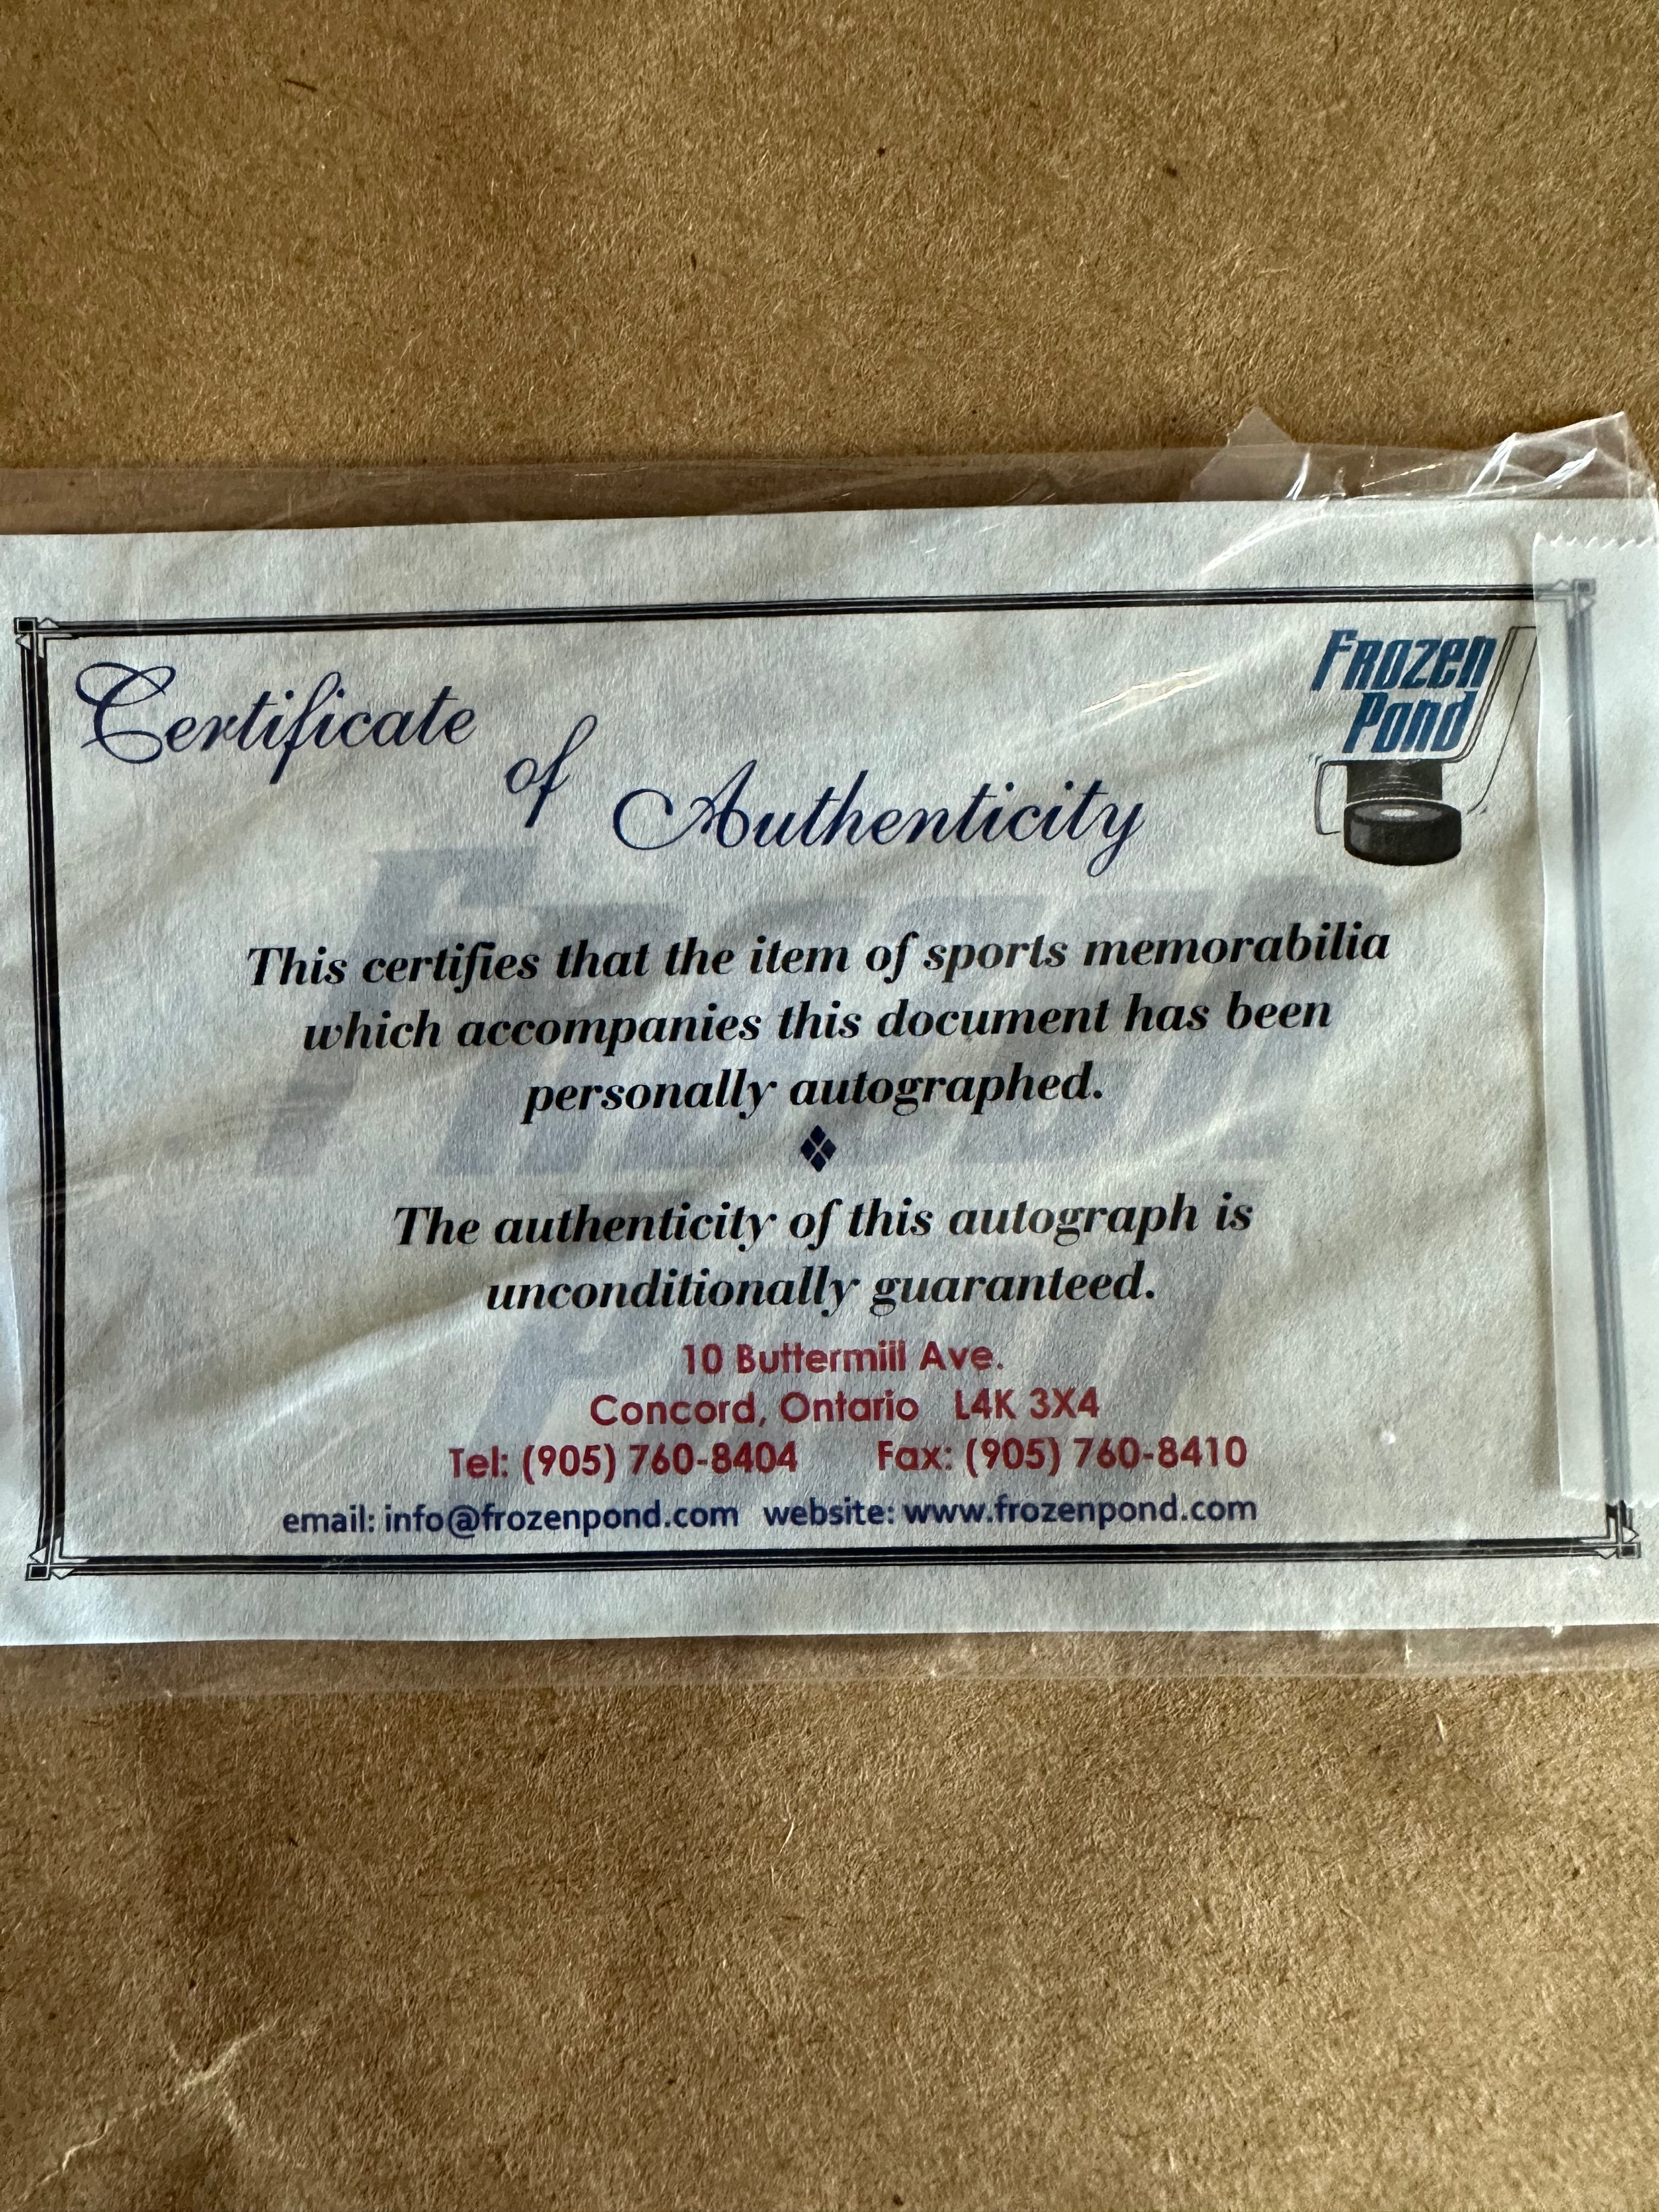 Certificate
of
Authenticity
Frozen
Pond
This certifies that the item of sports memorabilia
which accompanies this document has been
personally autographed.
The authenticity of this autograph is
unconditionally guaranteed.
10 Buttermill Ave.
Concord, Ontario L4K 3X4
Tel: (905) 760-8404 Fax: (905) 760-8410
email: info@frozenpond.com website: www.frozenpond.com